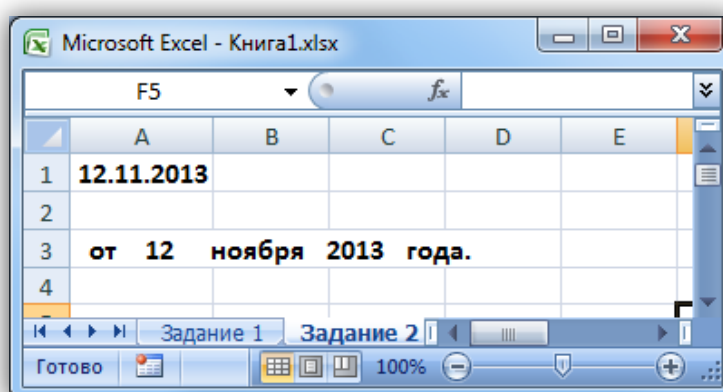 Microsoft Excel - Книга1.xlsx
F5 fx
A B C D E
1 12.11.2013
2
3 от 12 ноября 2013 года.
4
Задание 1 Задание 2
Готово 100%